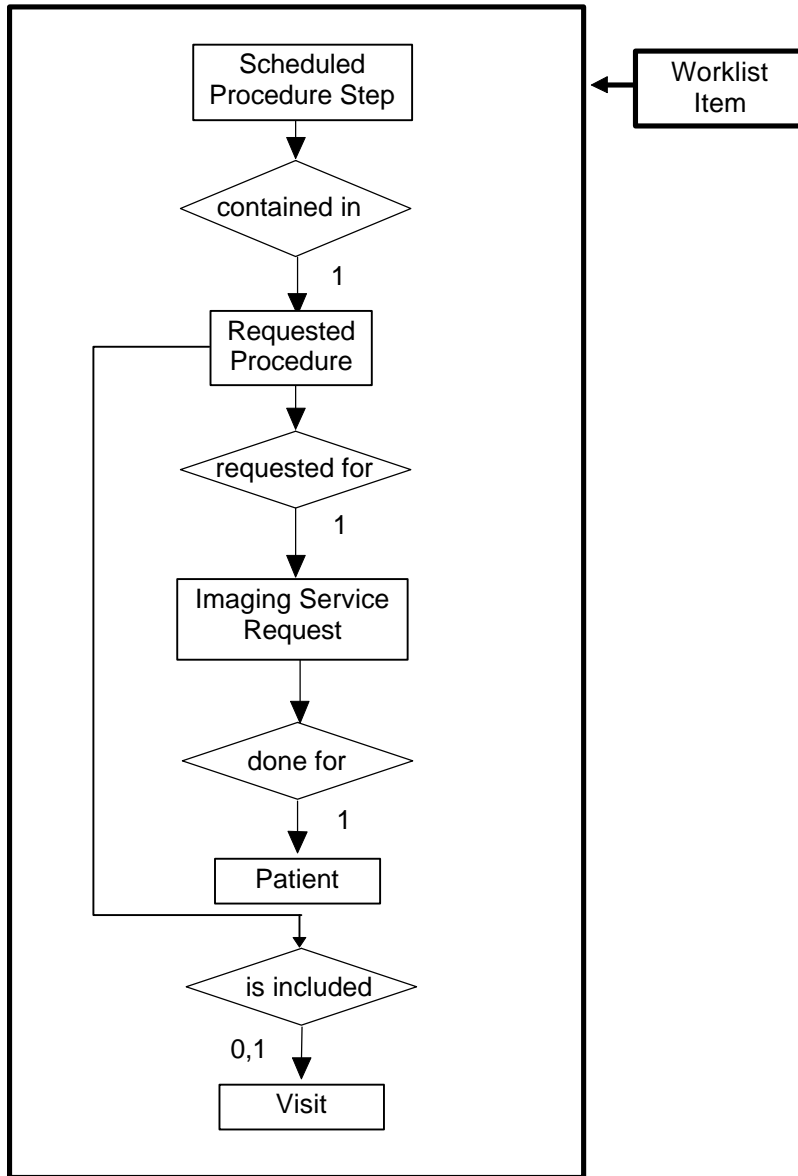 Scheduled
Procedure Step
Worklist
Item
contained in
1
Requested
Procedure
requested for
1
Imaging Service
Request
done for
1
Patient
is included
0,1
Visit